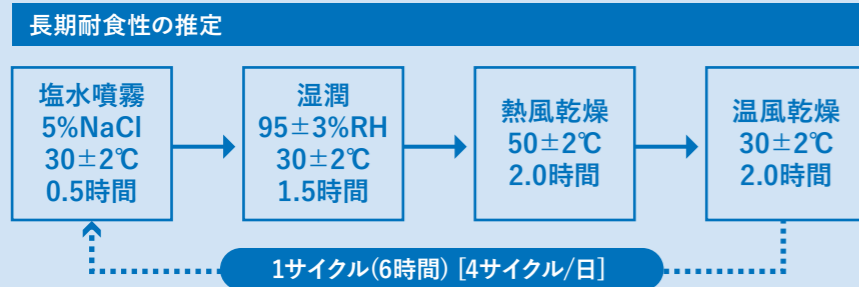 長期耐食性の推定
塩水噴霧
5%NaCl
30±2℃
0.5時間
湿潤
95±3%RH
30±2℃
1.5時間
熱風乾燥
50±2℃
2.0時間
温風乾燥
30±2℃
2.0時間
1サイクル(6時間) [4サイクル/日]